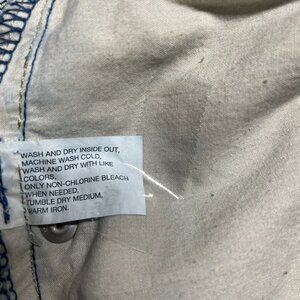 WASH AND DRY INSIDE OUT,
MACHINE WASH COLD,
WASH AND DRY WITH LIKE
COLORS,
ONLY NON-CHLORINE BLEACH
WHEN NEEDED,
TUMBLE DRY MEDIUM,
WARM IRON.